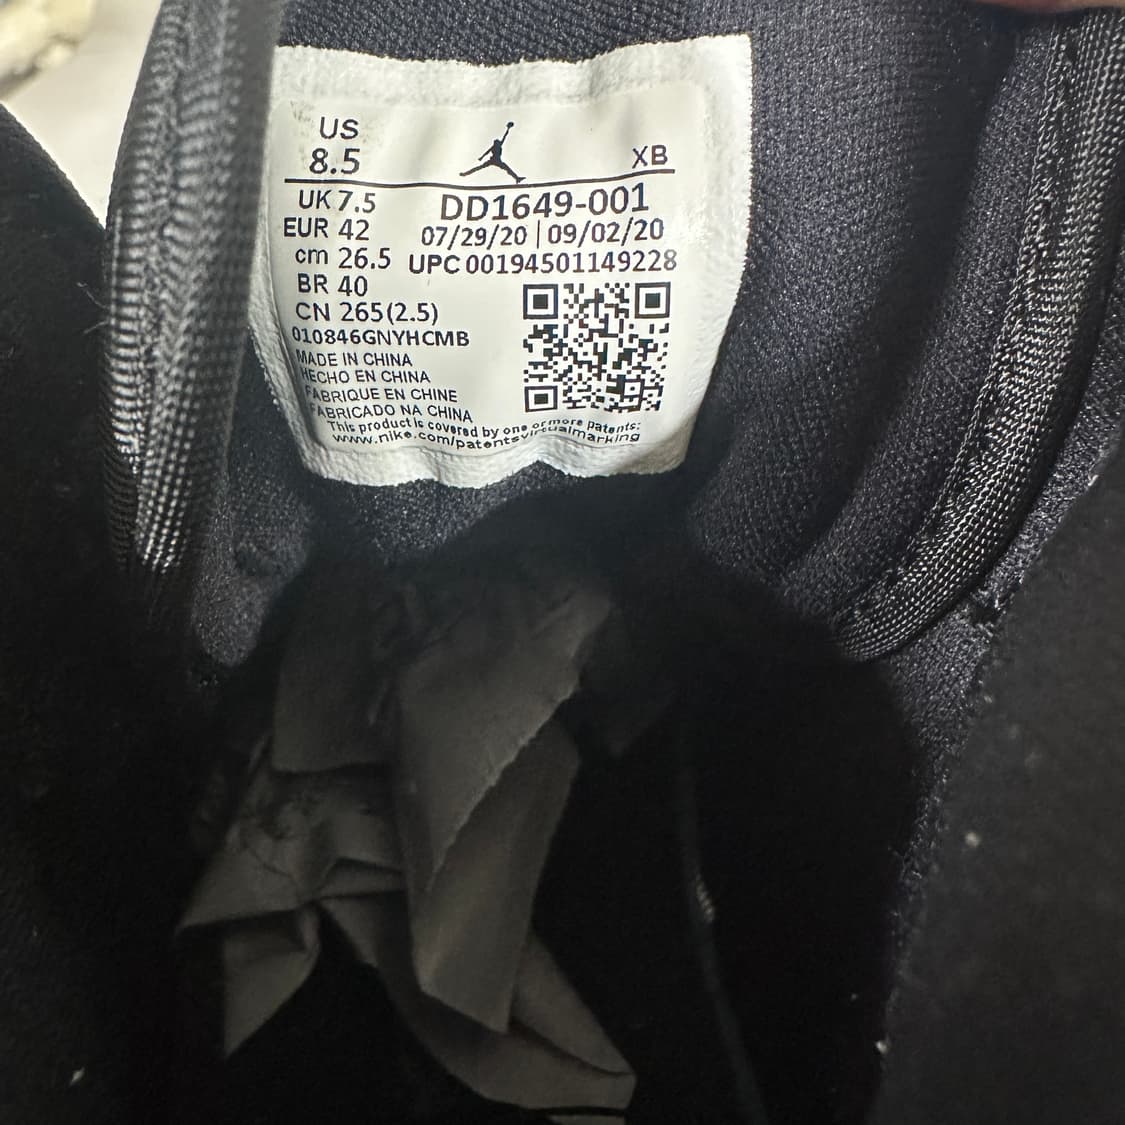 US
8.5
XB
UK 7.5
DD1649-001
EUR 42
07/29/20 | 09/02/20
cm 26.5
UPC 00194501149228
BR 40
CN 265(2.5)
010846GNYHCMB
MADE IN CHINA
HECHO EN CHINA
FABRIQUE EN CHINE
FABRICADO NA CHINA
This product is covered by one or more patents:
www.nike.com/patentsvirtualmarking